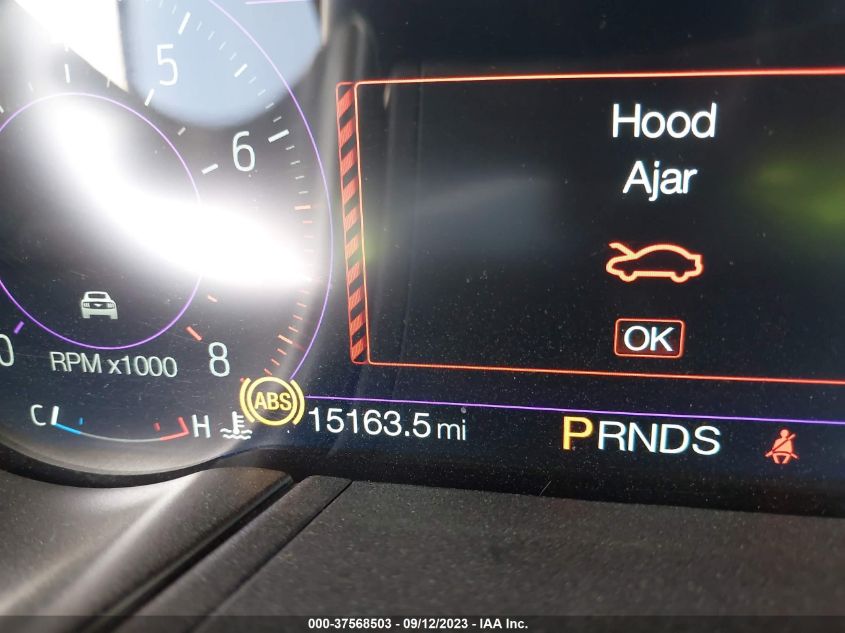 5
6
Hood
Ajar
OK
0
RPM x1000
8
C
H
ABS
15163.5 mi
PRNDS
000-37568503 - 09/12/2023 - IAA Inc.